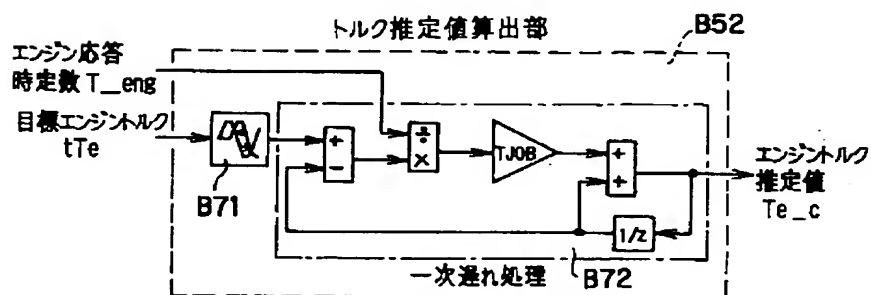 トルク推定値算出部
B52
エンジン応答
時定数 T_eng
目標エンジントルク
tTe
B71
+
-
÷
×
TJOB
+
+
1/z
エンジントルク
推定値
Te_c
一次遅れ処理
B72